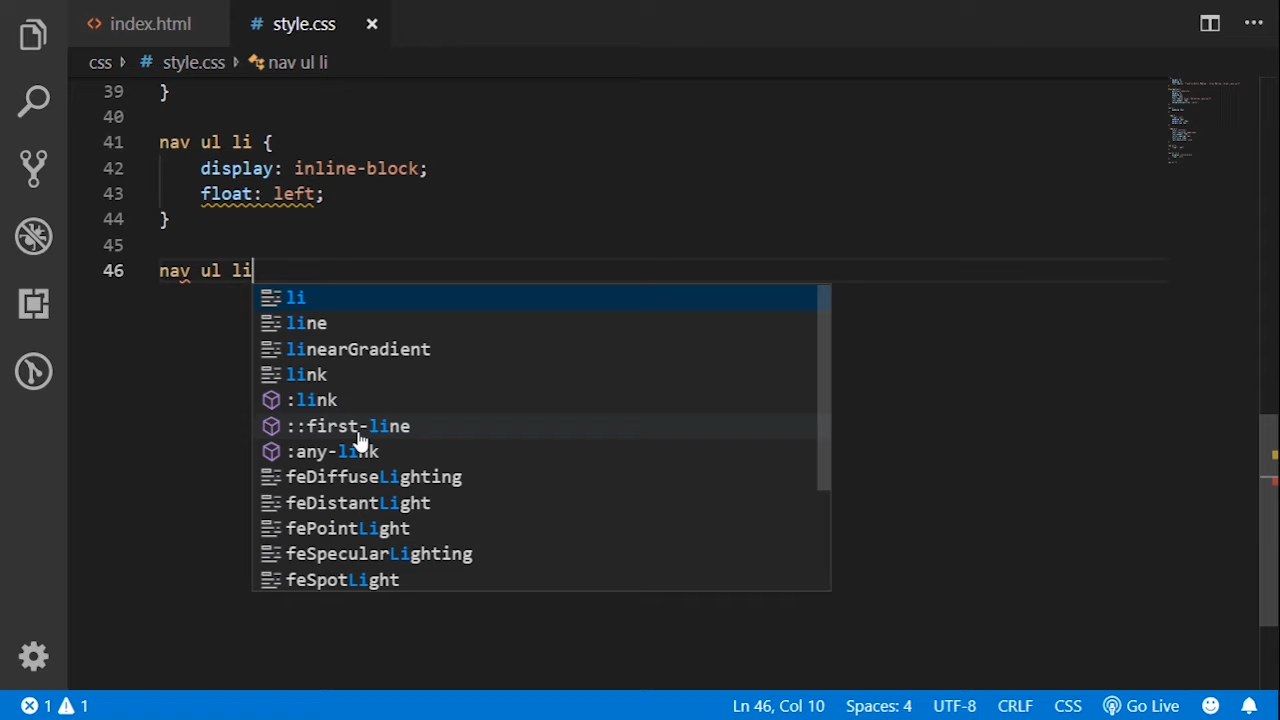 <> index.html # style.css ×
css # style.css nav ul li
39 }
40
41 nav ul li {
42 display: inline-block;
43 float: left;
44 }
45
46 nav ul li
li
line
linearGradient
link
:link
::first-line
:any-link
feDiffuseLighting
feDistantLight
fePointLight
feSpecularLighting
feSpotLight
1 1 Ln 46, Col 10 Spaces: 4 UTF-8 CRLF CSS Go Live